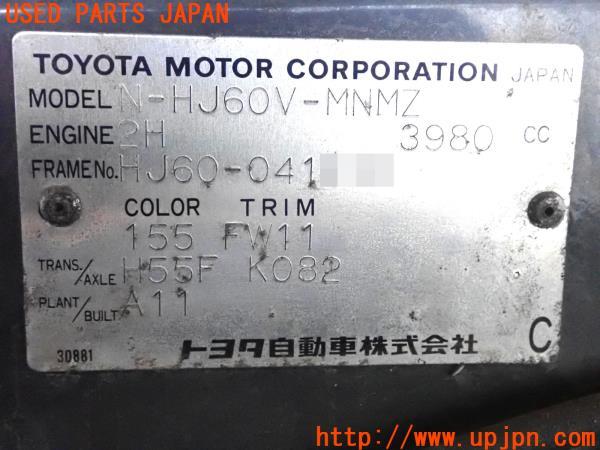 USED PARTS JAPAN
TOYOTA MOTOR CORPORATION JAPAN
MODEL N-HJ60V-MNMZ
ENGINE 2H 3980 CC
FRAME No. HJ60-041
COLOR TRIM
155 FW11
TRANS./AXLE H55F K082
PLANT/BUILT A11
30881 トヨタ自動車株式会社 C
UPJ http://www.upjpn.com